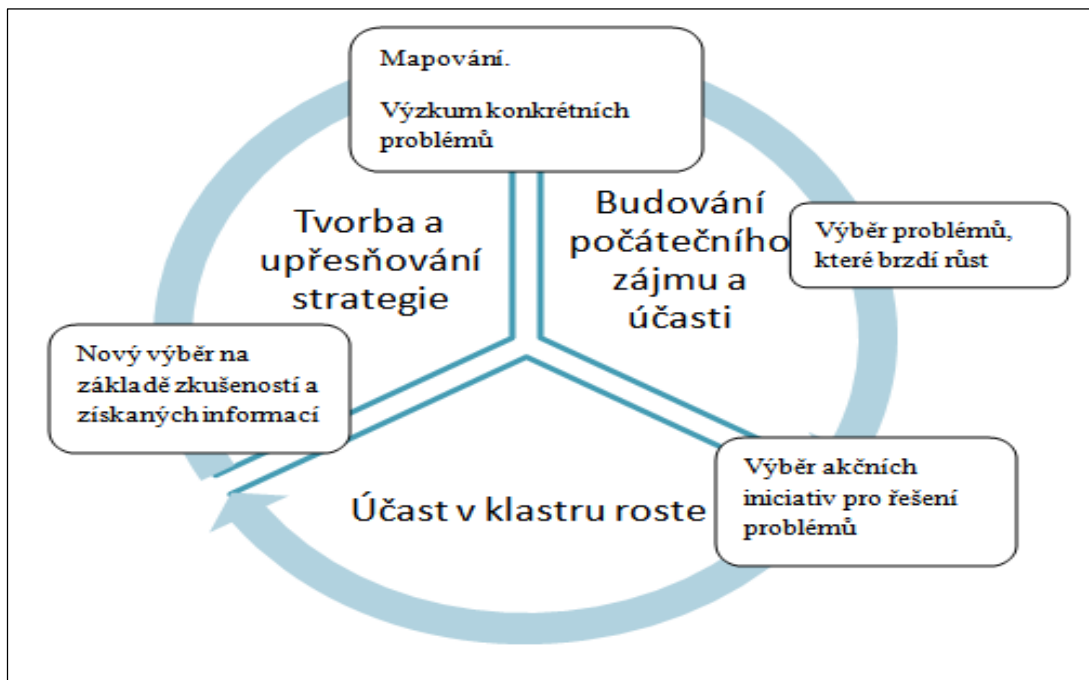 Mapování.
Výzkum konkrétních
problémů
Tvorba a
upřesňování
strategie
Budování
počátečního
zájmu a
účasti
Výběr problémů,
které brzdí růst
Nový výběr na
základě zkušeností a
získaných informací
Účast v klastru roste
Výběr akčních
iniciativ pro řešení
problémů